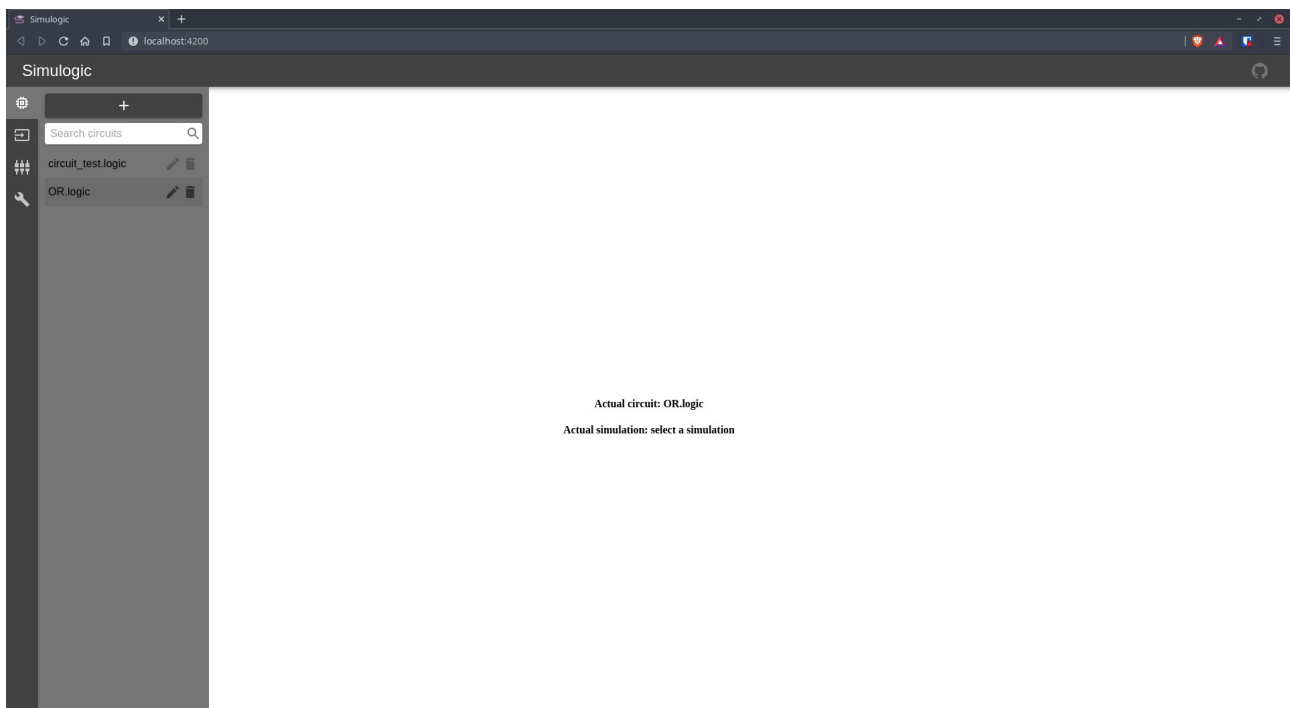 Simulogic
localhost:4200
Simulogic
Search circuits
circuit_test.logic
OR.logic
Actual circuit: OR.logic
Actual simulation: select a simulation